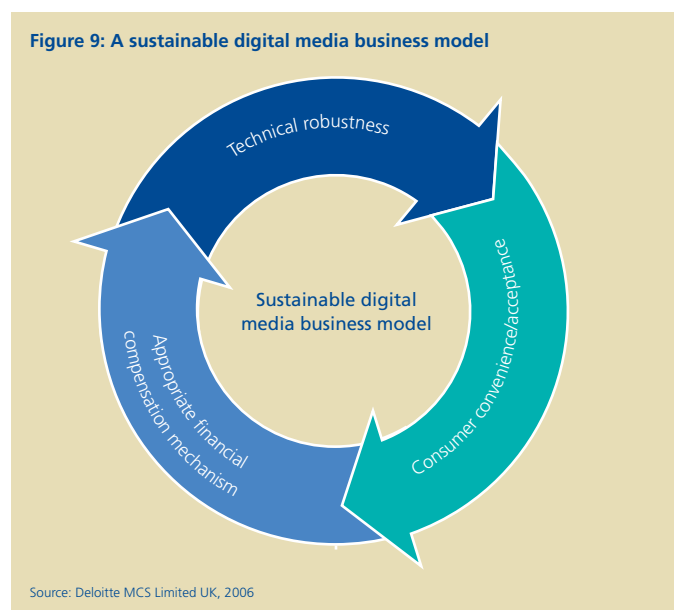 Figure 9: A sustainable digital media business model
Technical robustness
Consumer convenience/acceptance
Appropriate financial
compensation mechanism
Sustainable digital
media business model
Source: Deloitte MCS Limited UK, 2006